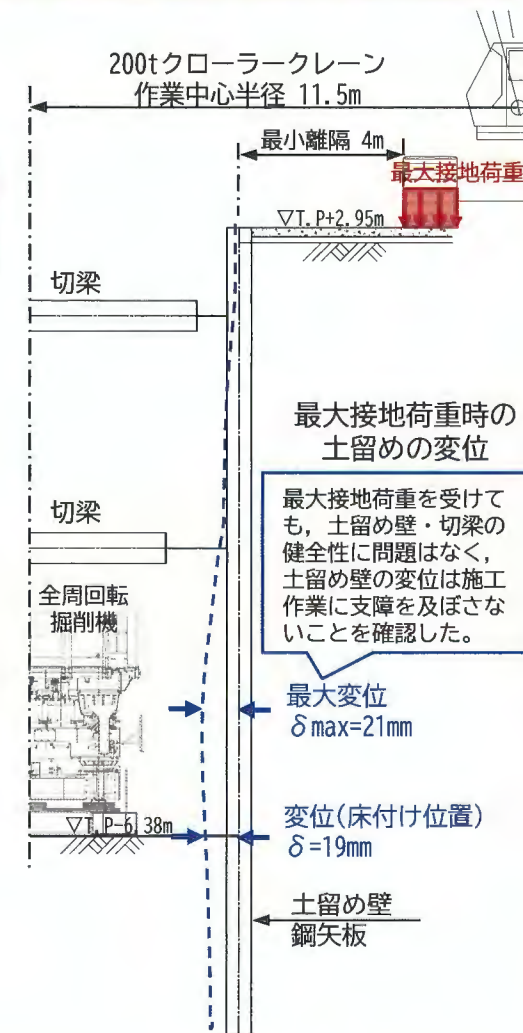 200tクローラークレーン
作業中心半径 11.5m
最小離隔 4m
最大接地荷重
▽T.P+2.95m
切梁
最大接地荷重時の
土留めの変位
切梁
最大接地荷重を受けて
も，土留め壁・切梁の
健全性に問題はなく，
土留め壁の変位は施工
作業に支障を及ぼさな
いことを確認した。
全周回転
掘削機
最大変位
δmax=21mm
▽T.P-6.38m
変位(床付け位置)
δ=19mm
土留め壁
鋼矢板